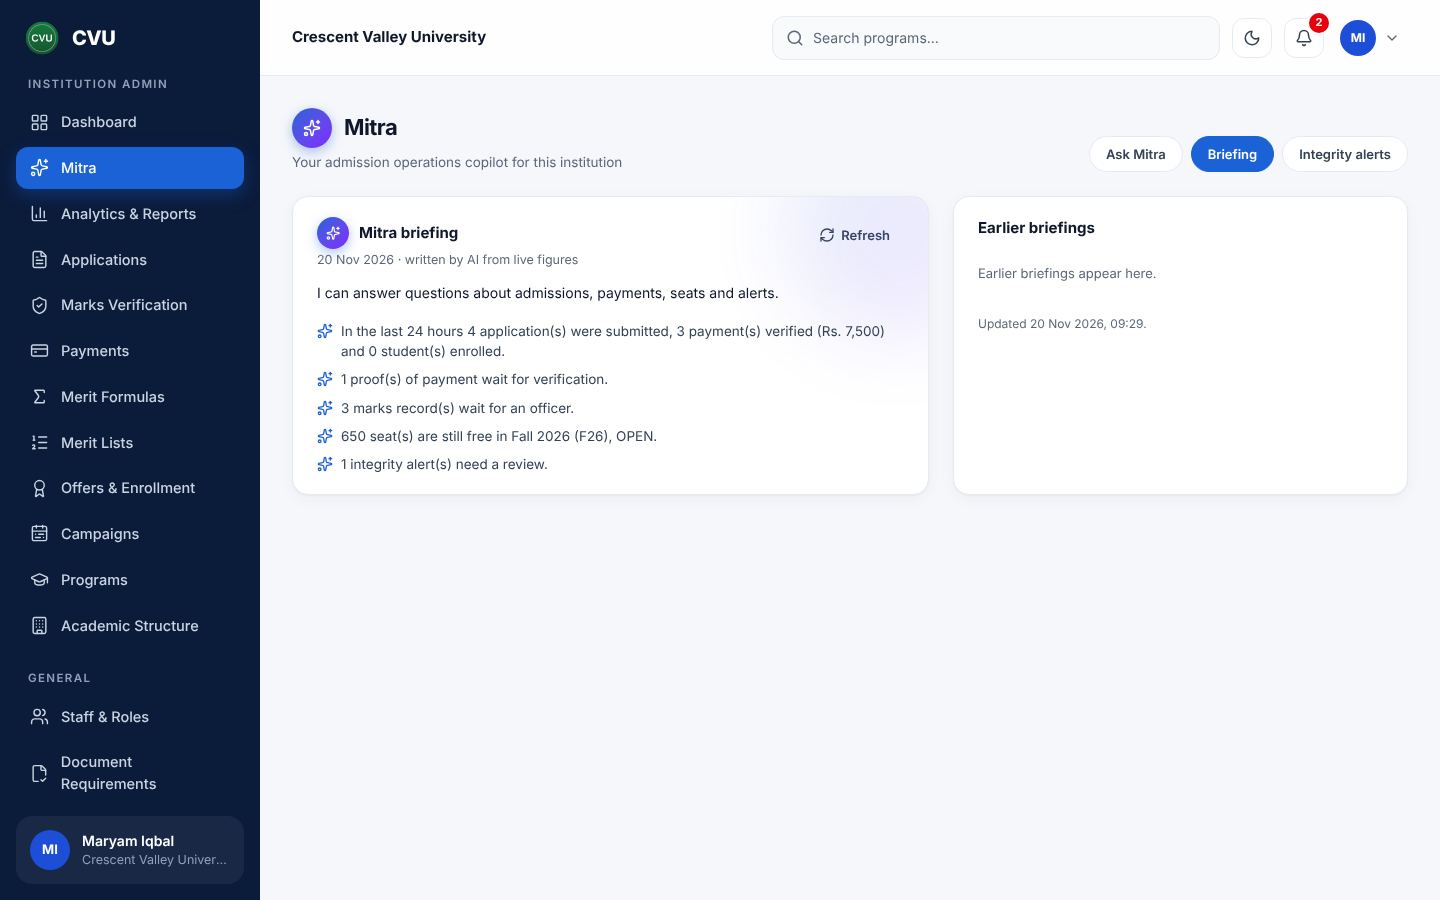 CVU
CVU
INSTITUTION ADMIN
Dashboard
Mitra
Analytics & Reports
Applications
Marks Verification
Payments
Merit Formulas
Merit Lists
Offers & Enrollment
Campaigns
Programs
Academic Structure
GENERAL
Staff & Roles
Document
Requirements
MI
Maryam Iqbal
Crescent Valley Univer...
Crescent Valley University
Search programs...
2
MI
Mitra
Your admission operations copilot for this institution
Ask Mitra
Briefing
Integrity alerts
Mitra briefing
Refresh
20 Nov 2026 · written by AI from live figures
I can answer questions about admissions, payments, seats and alerts.
In the last 24 hours 4 application(s) were submitted, 3 payment(s) verified (Rs. 7,500)
and 0 student(s) enrolled.
1 proof(s) of payment wait for verification.
3 marks record(s) wait for an officer.
650 seat(s) are still free in Fall 2026 (F26), OPEN.
1 integrity alert(s) need a review.
Earlier briefings
Earlier briefings appear here.
Updated 20 Nov 2026, 09:29.